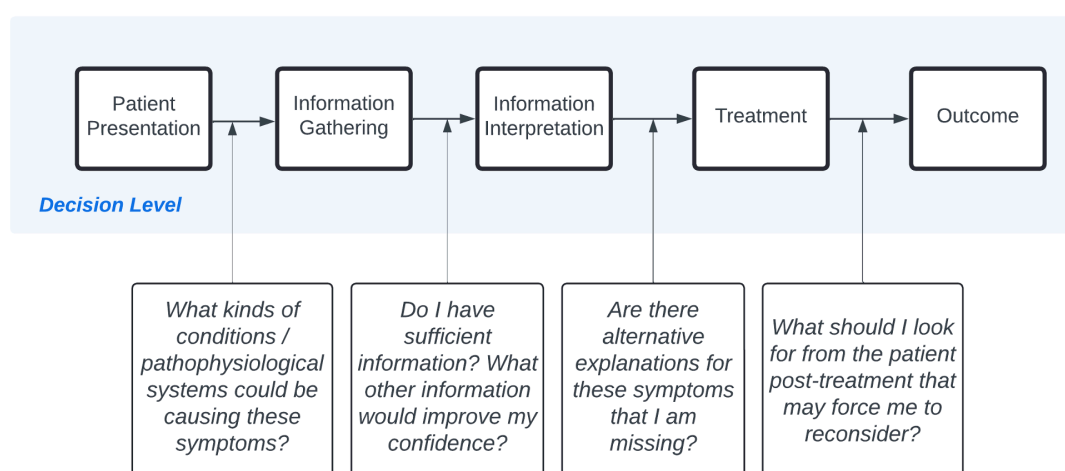 Patient
Presentation
Information
Gathering
Information
Interpretation
Treatment
Outcome
Decision Level
What kinds of
conditions /
pathophysiological
systems could be
causing these
symptoms?
Do I have
sufficient
information? What
other information
would improve my
confidence?
Are there
alternative
explanations for
these symptoms
that I am
missing?
What should I look
for from the patient
post-treatment that
may force me to
reconsider?